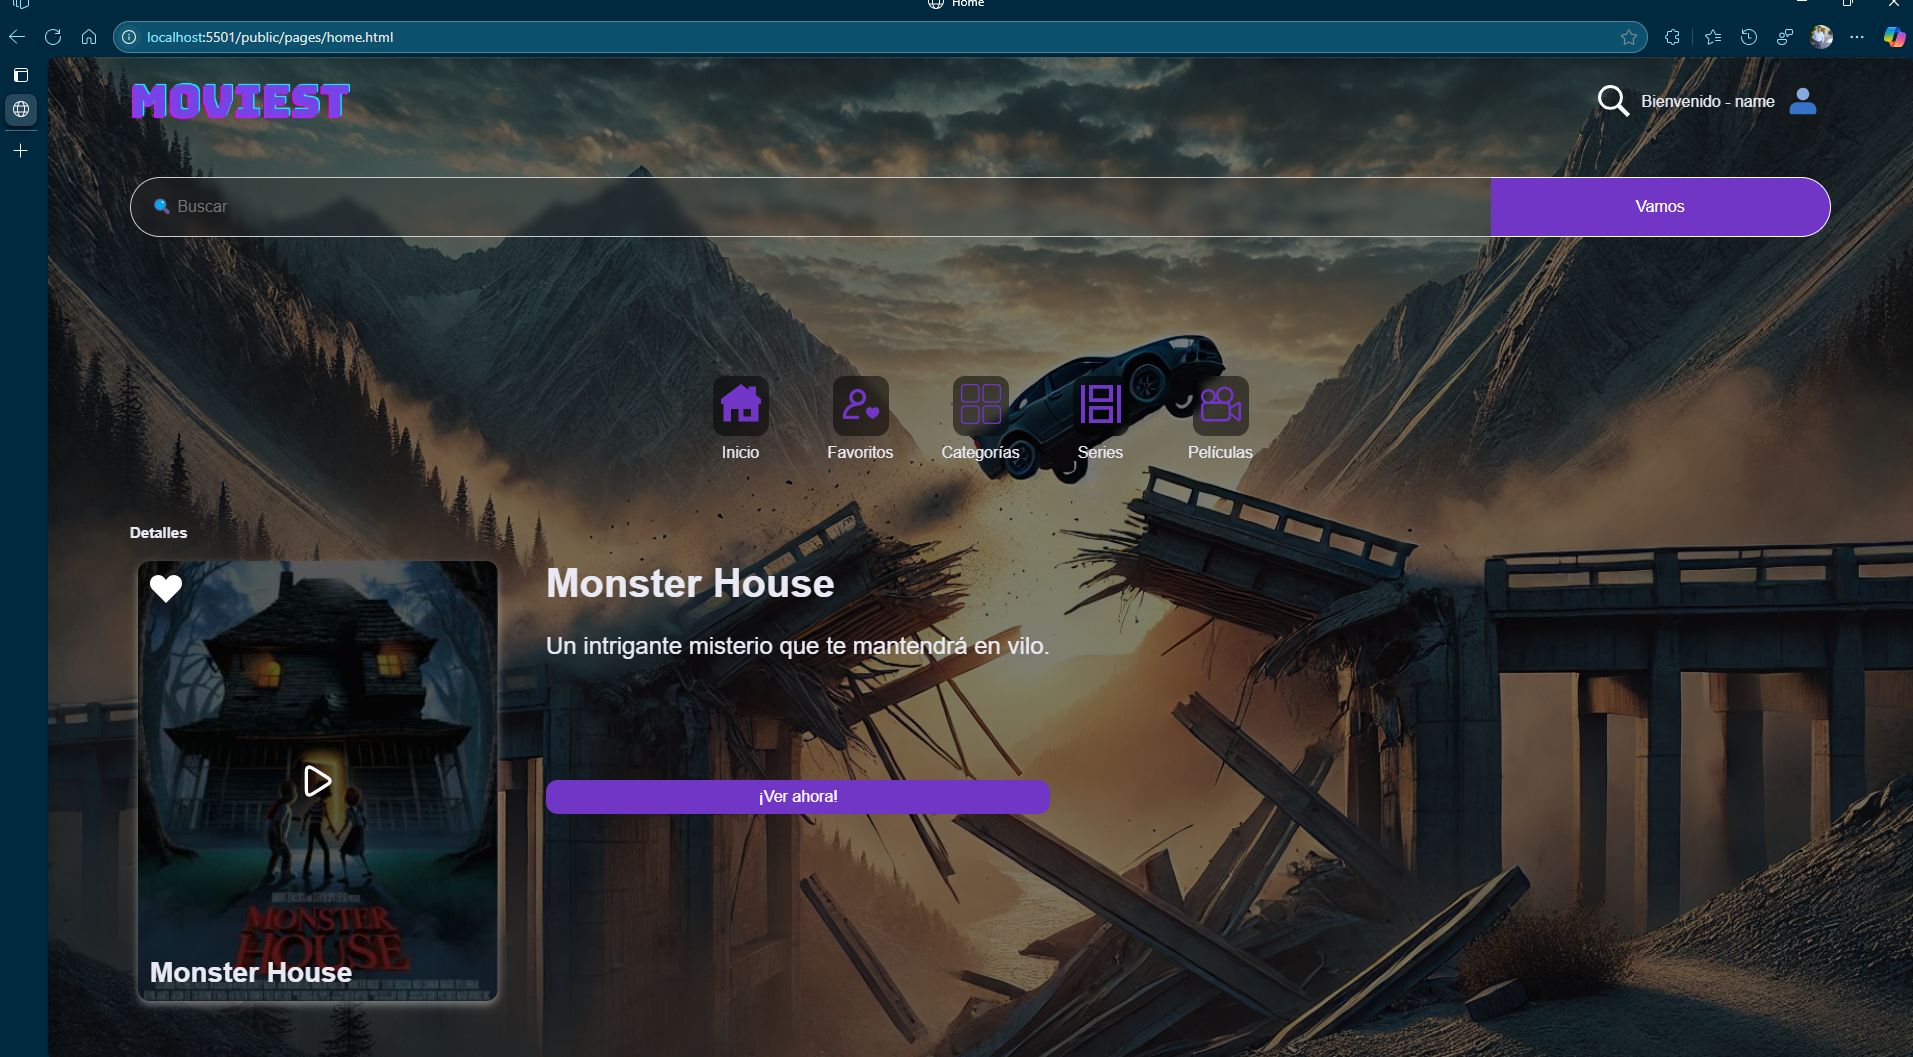 Home
localhost:5501/public/pages/home.html
MOVIEST
Bienvenido - name
Buscar
Vamos
Inicio
Favoritos
Categorías
Series
Películas
Detalles
Monster House
Un intrigante misterio que te mantendrá en vilo.
¡Ver ahora!
MONSTER
HOUSE
Monster House